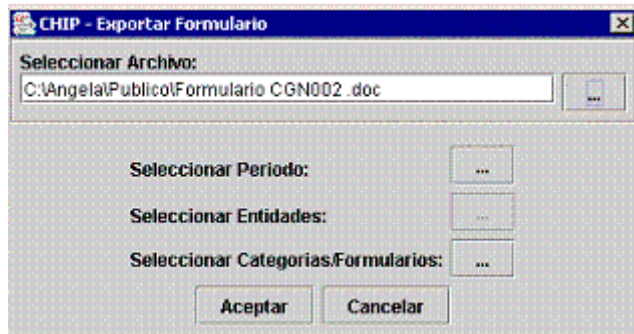 CHIP - Exportar Formulario
Seleccionar Archivo:
C:\Angela\Publico\Formulario CGN002 .doc
...
Seleccionar Periodo: ...
Seleccionar Entidades: ...
Seleccionar Categorias/Formularios: ...
Aceptar Cancelar